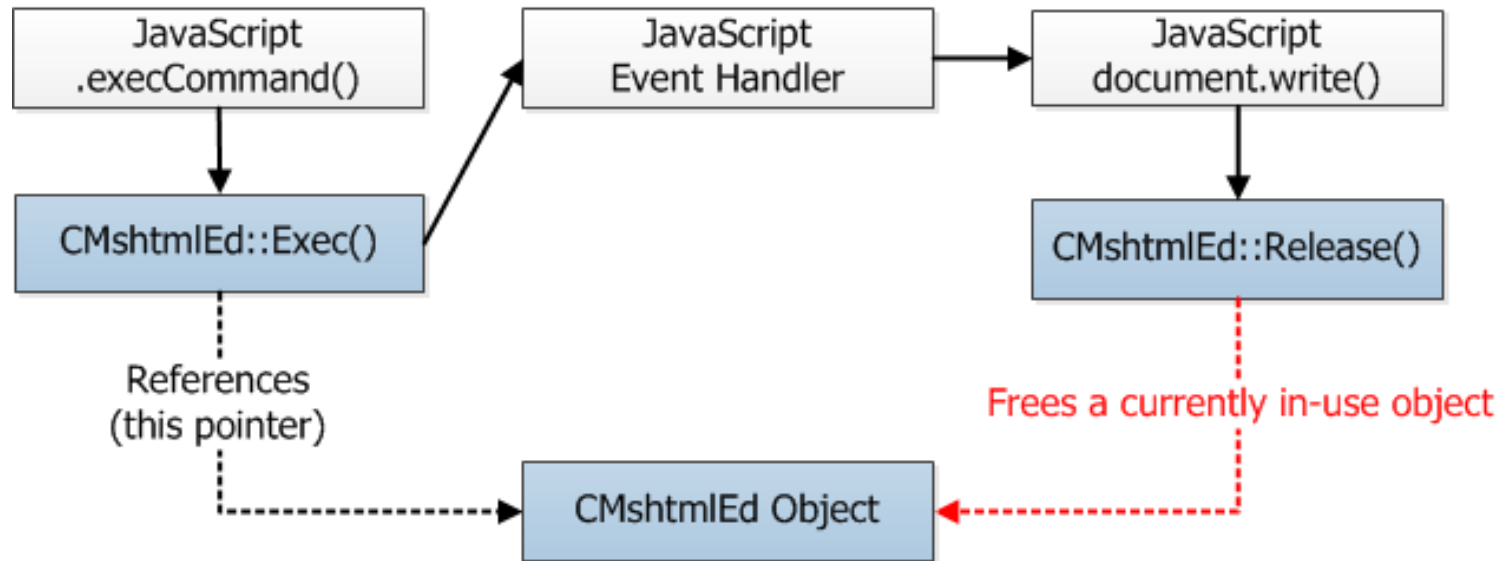 JavaScript
.execCommand()
JavaScript
Event Handler
JavaScript
document.write()
CMshtmlEd::Exec()
CMshtmlEd::Release()
References
(this pointer)
Frees a currently in-use object
CMshtmlEd Object